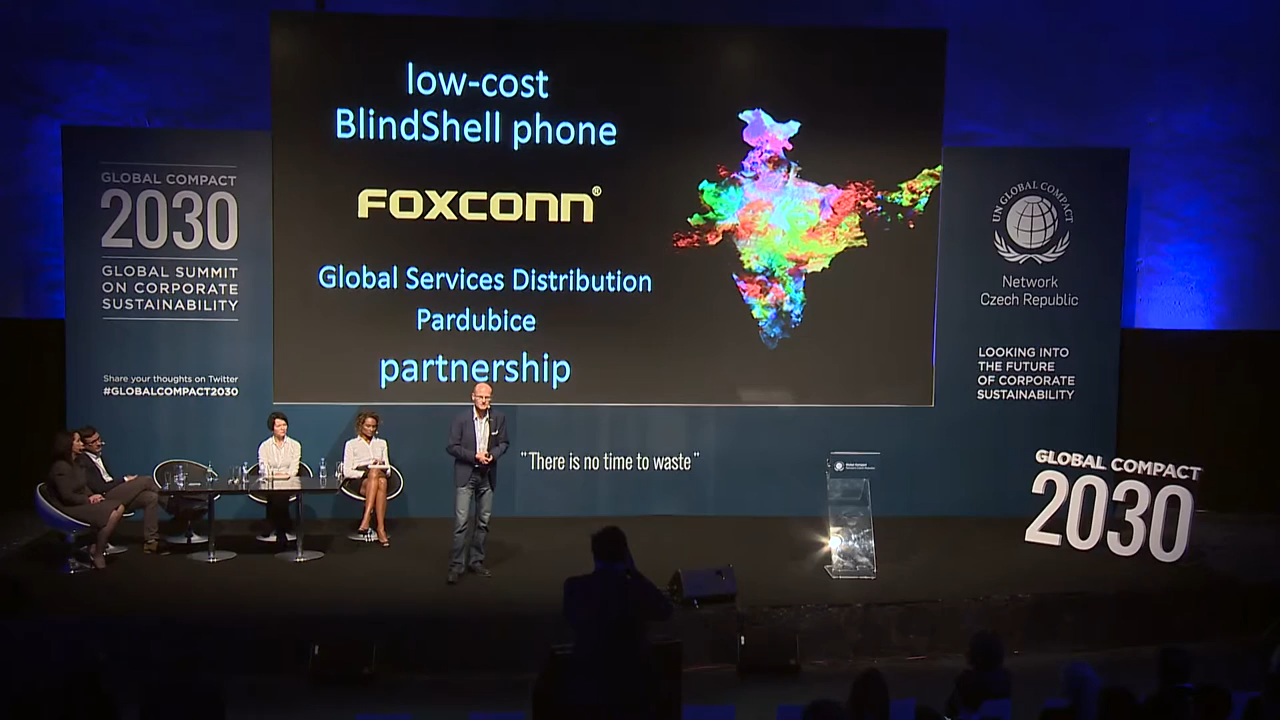 low-cost
BlindShell phone
FOXCONN®
Global Services Distribution
Pardubice
partnership
GLOBAL COMPACT
2030
GLOBAL SUMMIT
ON CORPORATE
SUSTAINABILITY
Share your thoughts on Twitter
#GLOBALCOMPACT2030
UN GLOBAL COMPACT
Network
Czech Republic
LOOKING INTO
THE FUTURE
OF CORPORATE
SUSTAINABILITY
"There is no time to waste"
GLOBAL COMPACT
2030